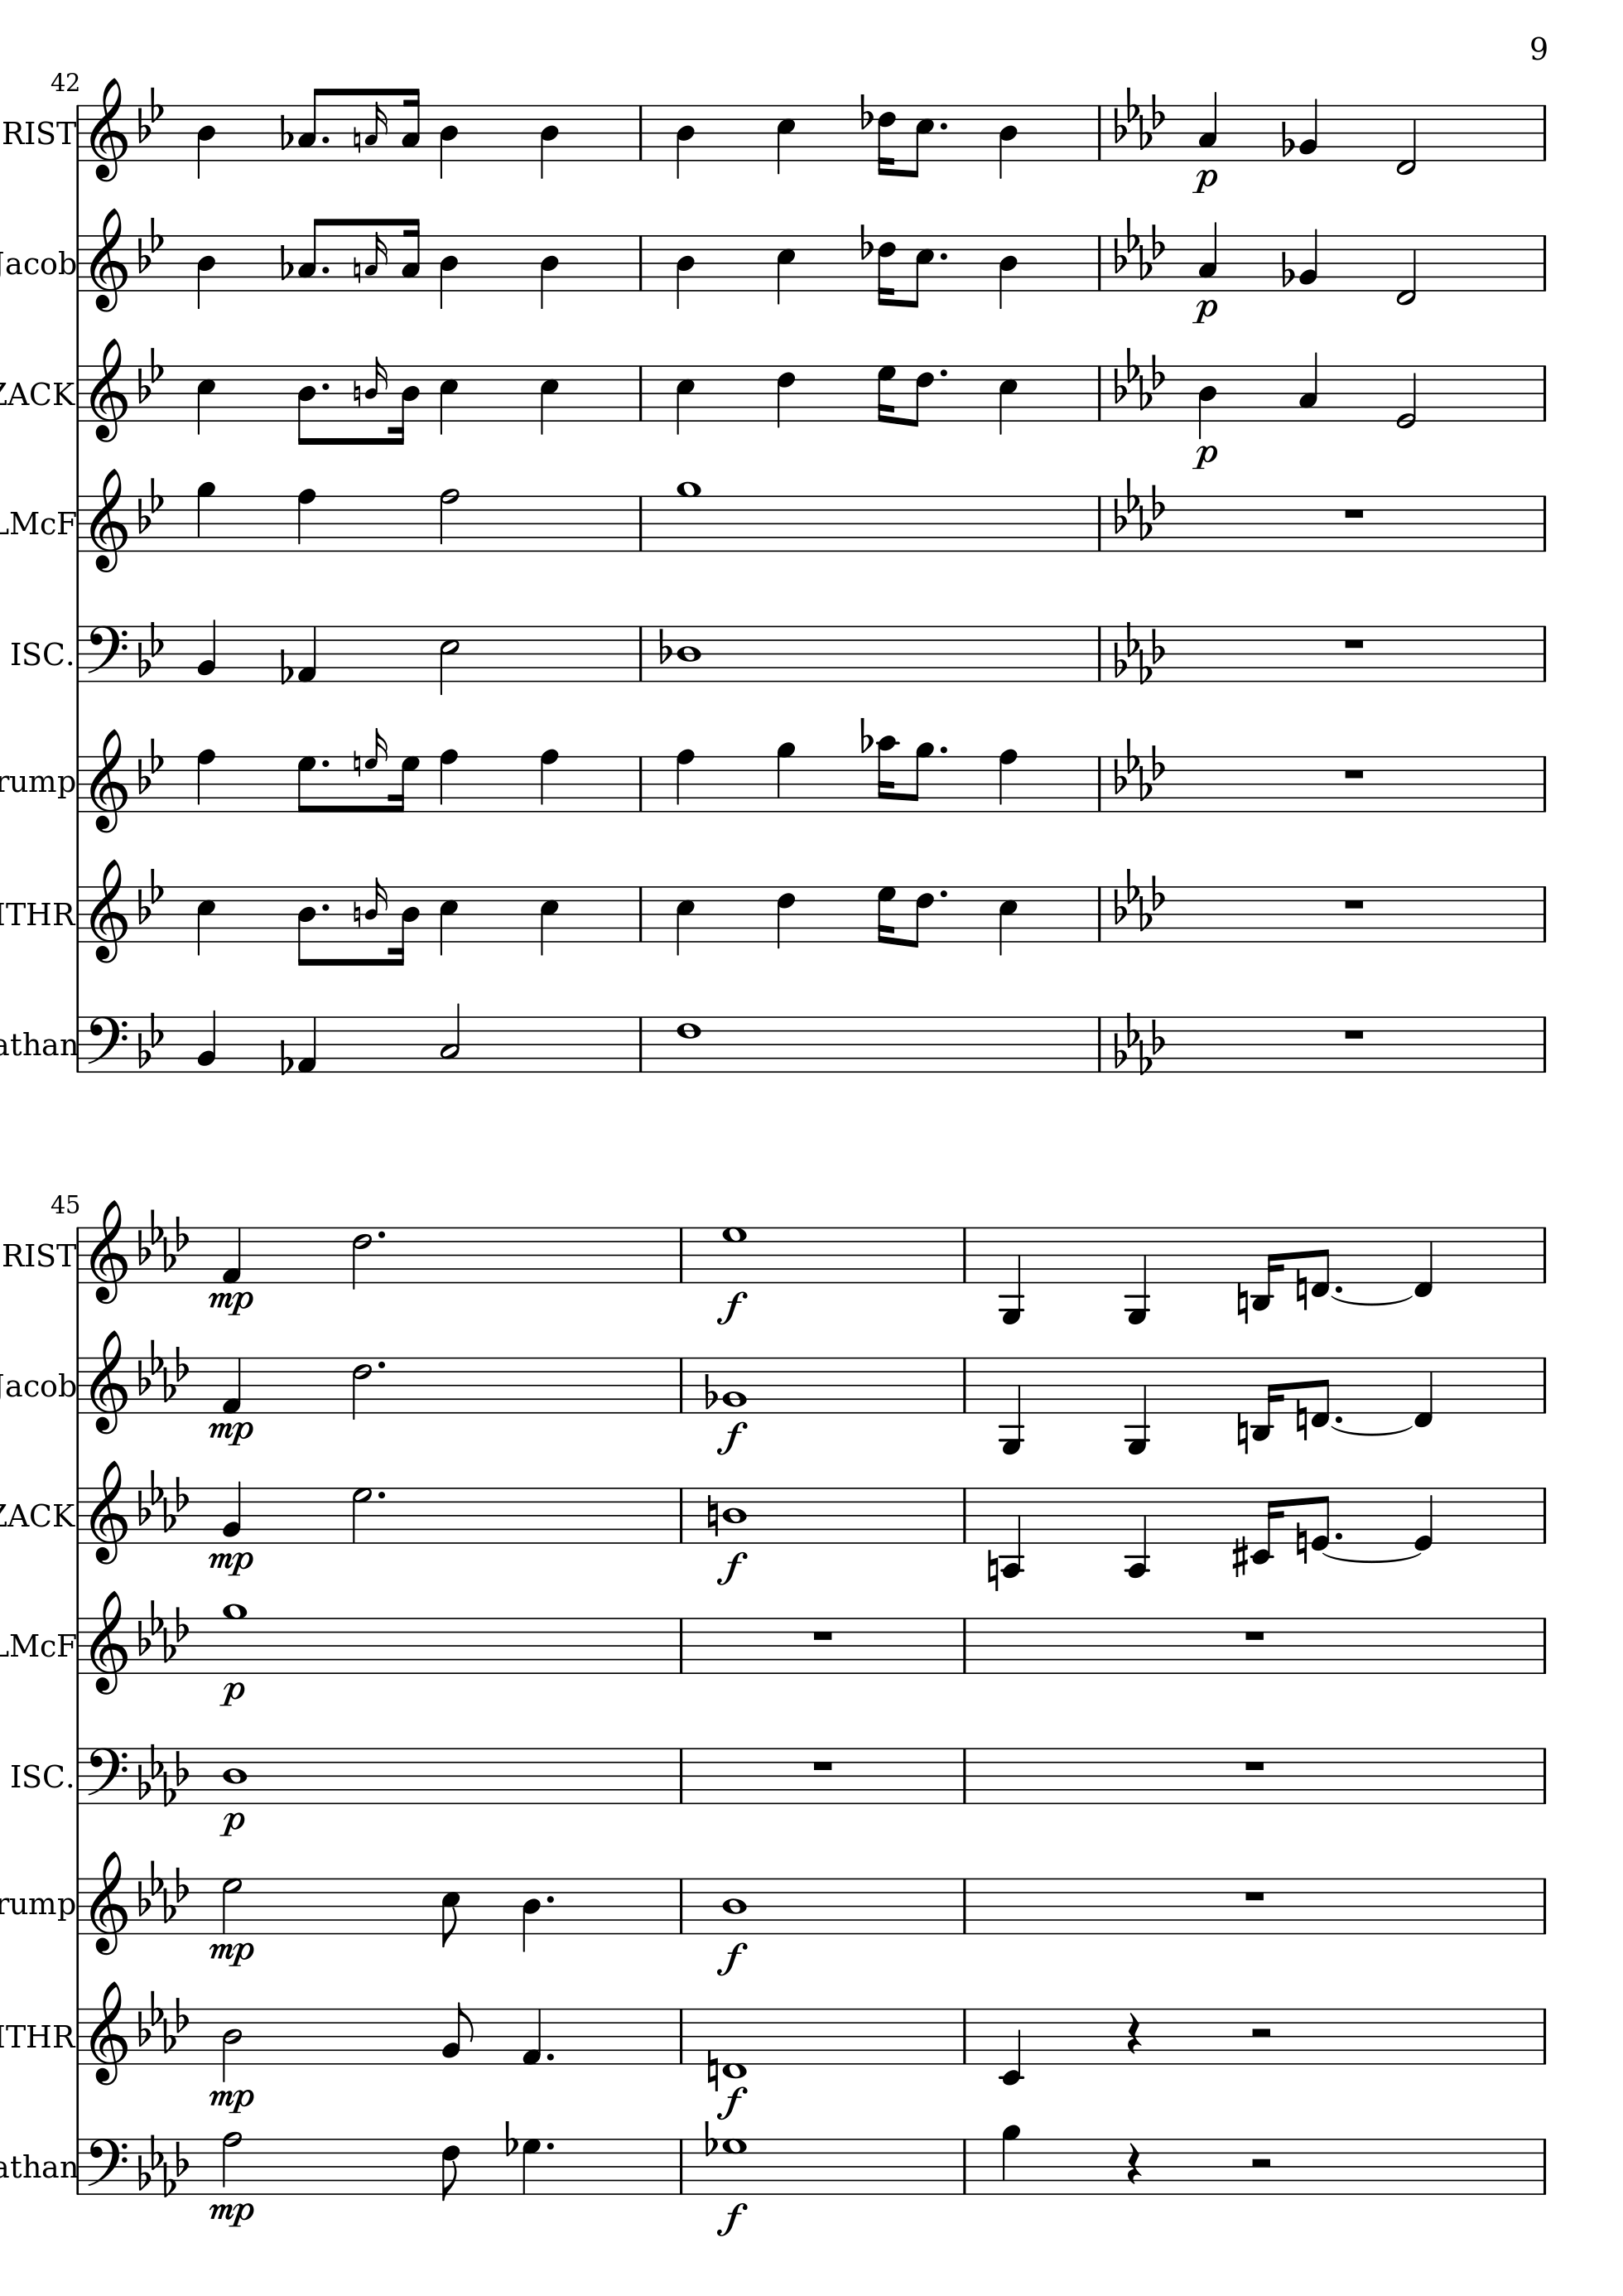 9
42
RIST
Jacob
ZACK
LMcF
ISC.
p
p
p
rump
ITHR
athan
45
RIST
mp
f
Jacob
mp
f
ZACK
mp
f
LMcF
p
ISC.
p
rump
mp
f
ITHR
mp
f
athan
mp
f